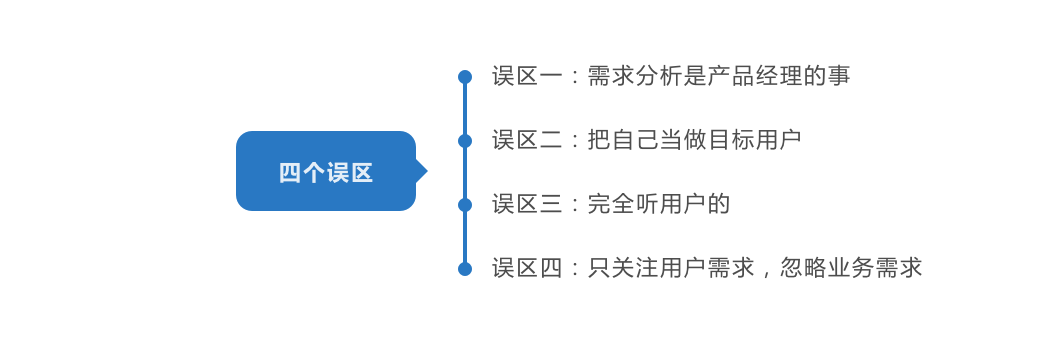 四个误区
误区一：需求分析是产品经理的事
误区二：把自己当做目标用户
误区三：完全听用户的
误区四：只关注用户需求，忽略业务需求